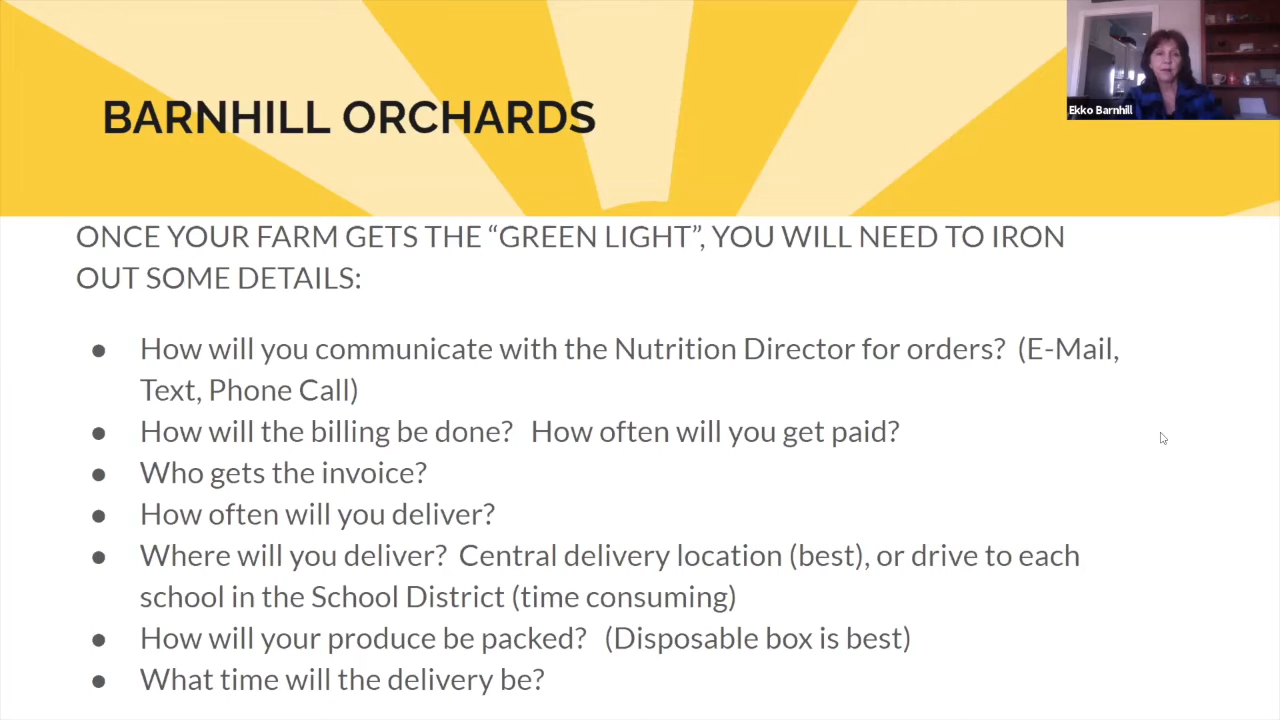 BARNHILL ORCHARDS
Ekko Barnhill
ONCE YOUR FARM GETS THE “GREEN LIGHT”, YOU WILL NEED TO IRON
OUT SOME DETAILS:
● How will you communicate with the Nutrition Director for orders? (E-Mail,
Text, Phone Call)
● How will the billing be done? How often will you get paid?
● Who gets the invoice?
● How often will you deliver?
● Where will you deliver? Central delivery location (best), or drive to each
school in the School District (time consuming)
● How will your produce be packed? (Disposable box is best)
● What time will the delivery be?